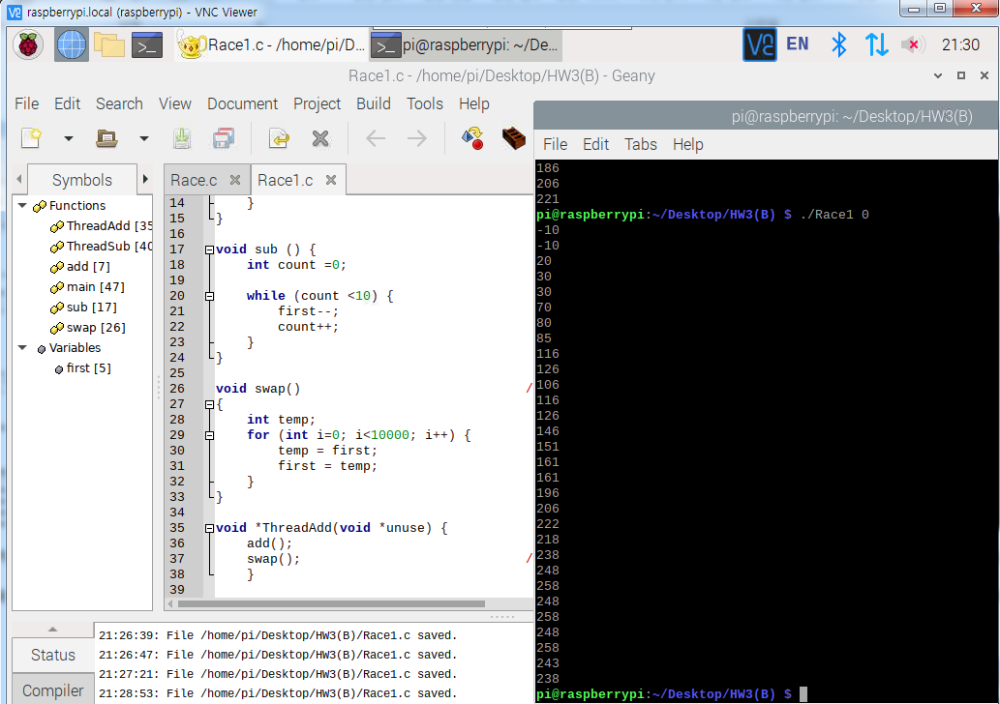 raspberrypi.local (raspberrypi) - VNC Viewer
Race1.c - /home/pi/D...
pi@raspberrypi: ~/De...
EN
21:30
Race1.c - /home/pi/Desktop/HW3(B) - Geany
File Edit Search View Document Project Build Tools Help
Symbols
Functions
ThreadAdd [35
ThreadSub [40
add [7]
main [47]
sub [17]
swap [26]
Variables
first [5]
Race.c
Race1.c
14 }
15 }
16
17 void sub () {
18 int count =0;
19
20 while (count <10) {
21 first--;
22 count++;
23 }
24 }
25
26 void swap() /
27 {
28 int temp;
29 for (int i=0; i<10000; i++) {
30 temp = first;
31 first = temp;
32 }
33 }
34
35 void *ThreadAdd(void *unuse) {
36 add();
37 swap(); /
38 }
39
Status
Compiler
21:26:39: File /home/pi/Desktop/HW3(B)/Race1.c saved.
21:26:47: File /home/pi/Desktop/HW3(B)/Race1.c saved.
21:27:21: File /home/pi/Desktop/HW3(B)/Race1.c saved.
21:28:53: File /home/pi/Desktop/HW3(B)/Race1.c saved.
pi@raspberrypi: ~/Desktop/HW3(B)
File Edit Tabs Help
186
206
221
pi@raspberrypi:~/Desktop/HW3(B) $ ./Race1 0
-10
-10
20
30
30
70
80
85
116
126
106
116
126
146
151
161
161
196
206
222
218
238
248
258
248
258
248
258
243
238
pi@raspberrypi:~/Desktop/HW3(B) $